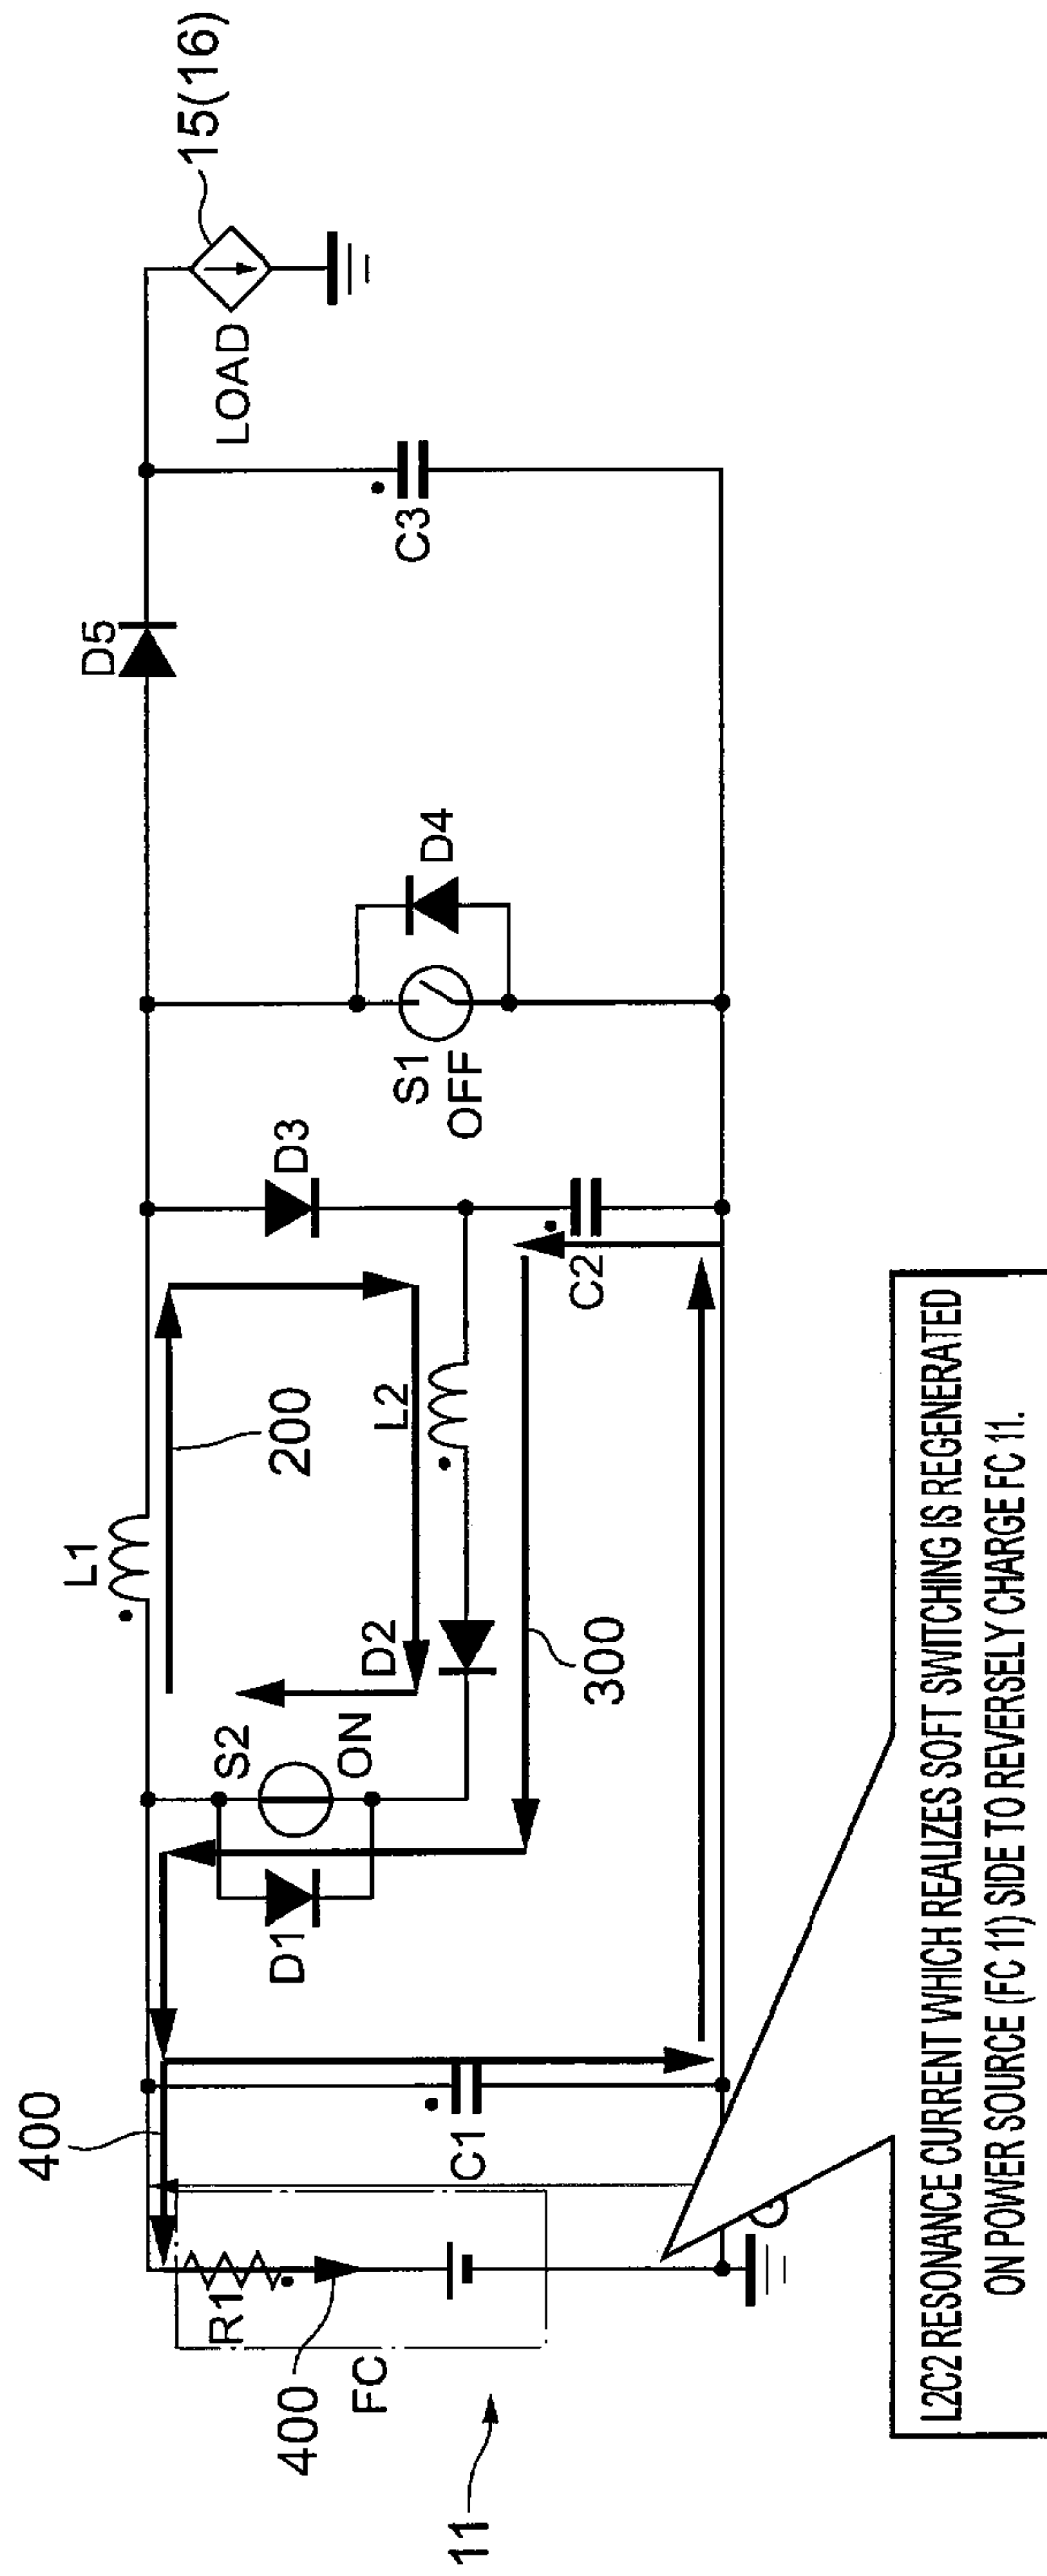 400
L1
D5
15(16)
LOAD
200
S2
ON
D2
L2
D3
S1
OFF
D4
C3
D1
R1
400
FC
C1
300
C2
11
L2C2 RESONANCE CURRENT WHICH REALIZES SOFT SWITCHING IS REGENERATED
ON POWER SOURCE (FC 11) SIDE TO REVERSELY CHARGE FC 11.